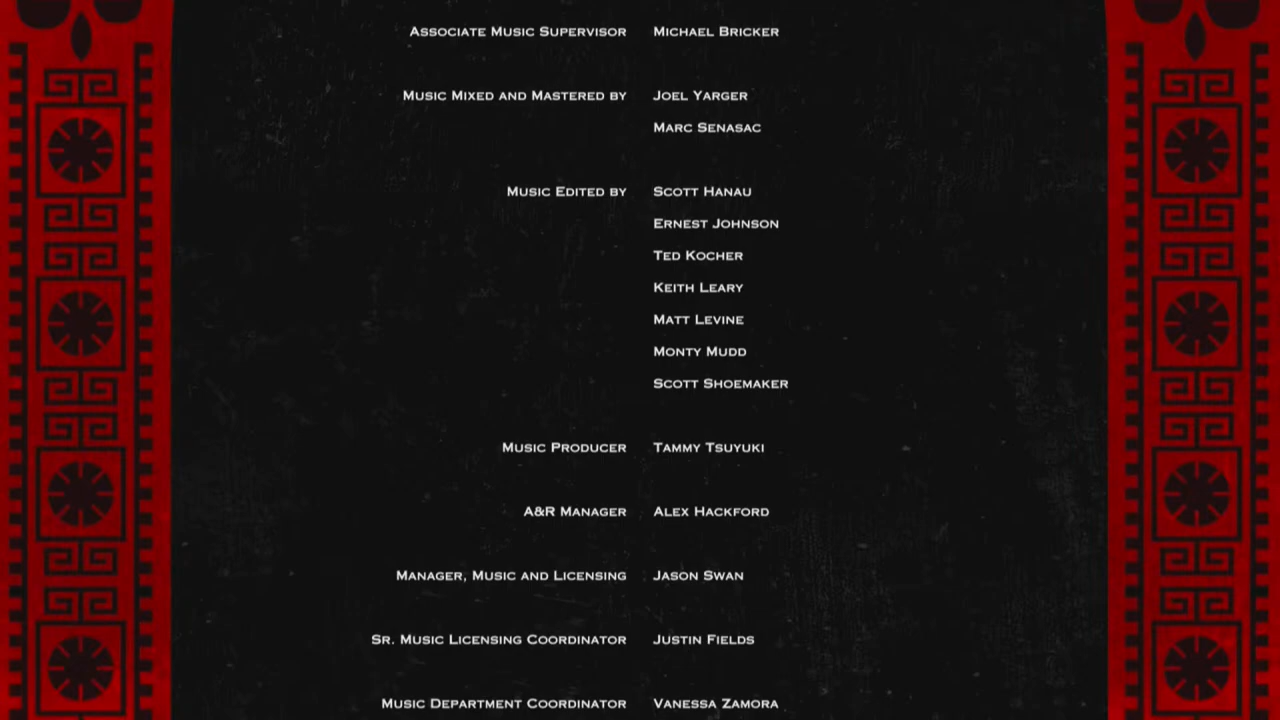 Associate Music Supervisor Michael Bricker
Music Mixed and Mastered by Joel Yarger
Marc Senasac
Music Edited by Scott Hanau
Ernest Johnson
Ted Kocher
Keith Leary
Matt Levine
Monty Mudd
Scott Shoemaker
Music Producer Tammy Tsuyuki
A&R Manager Alex Hackford
Manager, Music and Licensing Jason Swan
Sr. Music Licensing Coordinator Justin Fields
Music Department Coordinator Vanessa Zamora